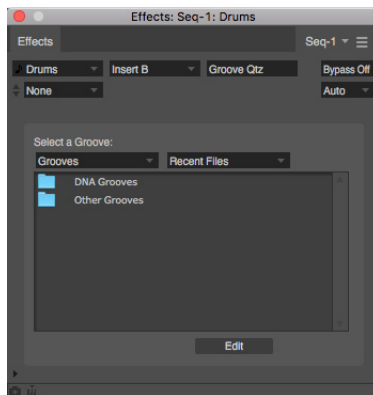 Effects: Seq-1: Drums
Effects Seq-1
Drums Insert B Groove Qtz Bypass Off
None Auto
Select a Groove:
Grooves Recent Files
DNA Grooves
Other Grooves
Edit